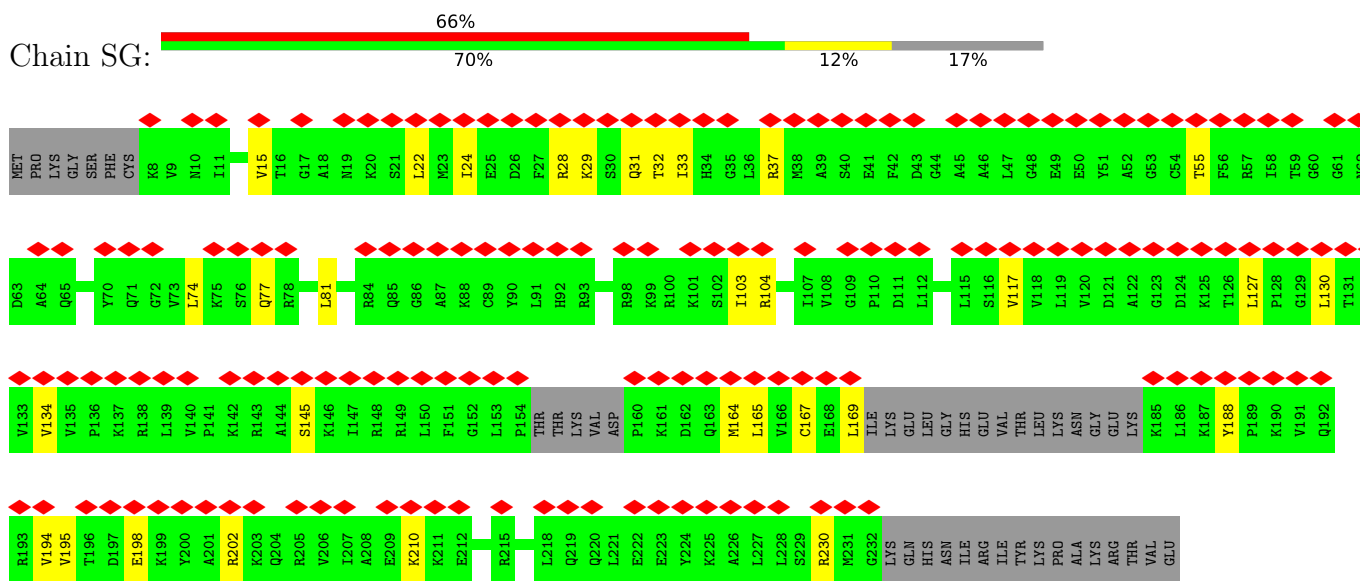 66%
Chain SG:
70% 12% 17%
MET PRO LYS GLY SER PHE CYS K8 V9 N10 I11 V15 T16 G17 A18 N19 K20 S21 L22 M23 I24 E25 D26 F27 R28 K29 S30 Q31 T32 I33 H34 G35 L36 R37 M38 A39 S40 E41 F42 D43 G44 A45 A46 L47 G48 E49 E50 Y51 A52 G53 C54 T55 F56 R57 I58 T59 G60 G61
D63 A64 Q65 Y70 Q71 G72 V73 L74 K75 S76 Q77 R78 L81 R84 Q85 G86 A87 K88 C89 Y90 L91 H92 R93 R98 K99 R100 K101 S102 I103 R104 I107 V108 G109 P110 D111 L112 L115 S116 V117 V118 L119 V120 D121 A122 G123 D124 K125 T126 L127 P128 G129 L130 T131
V133 V134 V135 P136 K137 R138 L139 V140 P141 K142 R143 A144 S145 K146 I147 R148 R149 L150 F151 G152 L153 P154 THR THR LYS VAL ASP P160 K161 D162 Q163 M164 L165 V166 C167 E168 L169 ILE LYS GLU LEU GLY HIS GLU VAL THR LEU LYS ASN GLY GLU LYS K185 L186 K187 Y188 P189 K190 V191 Q192
R193 V194 V195 T196 D197 E198 K199 Y200 A201 R202 K203 Q204 R205 V206 I207 A208 E209 K210 K211 E212 R215 L218 Q219 Q220 L221 E222 E223 Y224 K225 A226 L227 L228 S229 R230 M231 G232 LYS GLN HIS ASN ILE ARG ILE TYR LYS PRO ALA LYS ARG THR VAL GLU